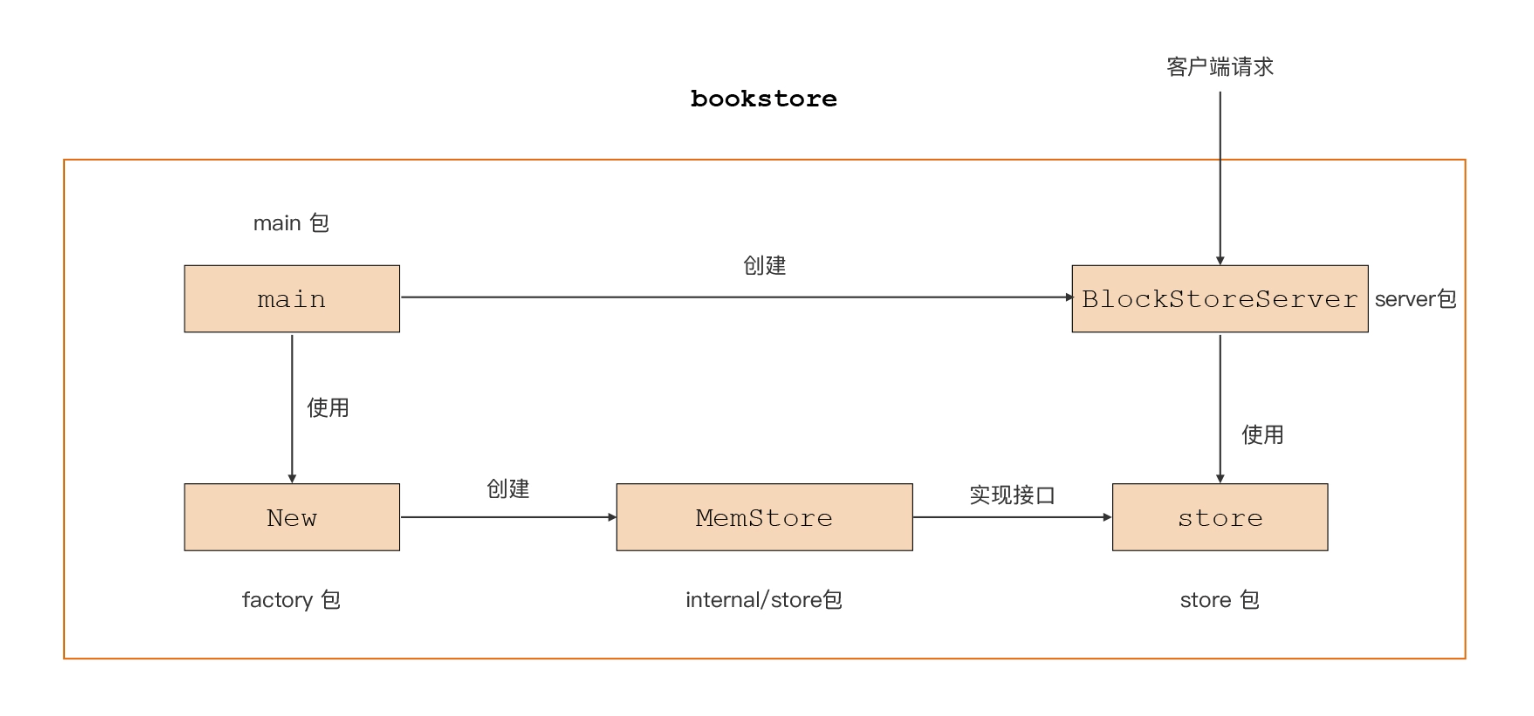 客户端请求
bookstore
main 包
创建
main
BlockStoreServer
server包
使用
使用
创建
实现接口
New
MemStore
store
factory 包
internal/store包
store 包